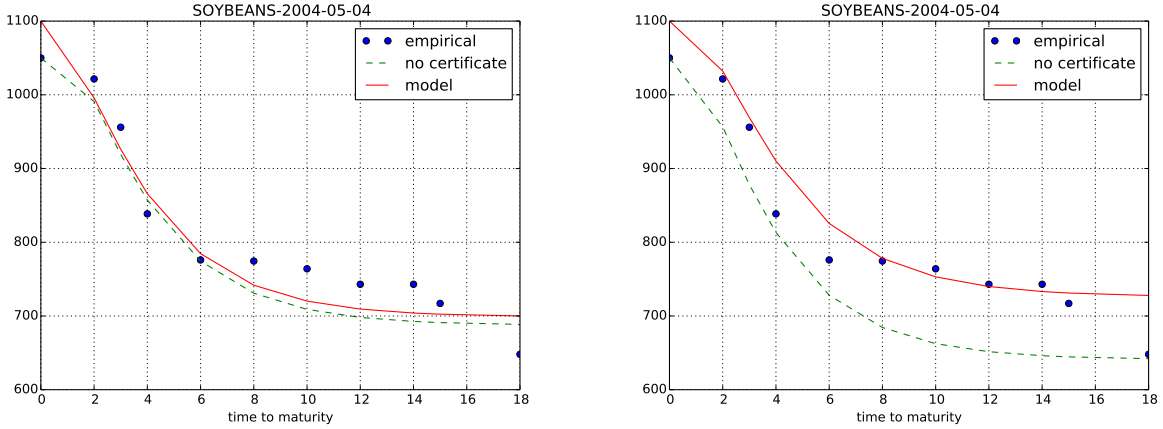 SOYBEANS-2004-05-04
1100
1000
900
800
700
600
0 2 4 6 8 10 12 14 16 18
time to maturity
empirical
no certificate
model
SOYBEANS-2004-05-04
1100
1000
900
800
700
600
0 2 4 6 8 10 12 14 16 18
time to maturity
empirical
no certificate
model